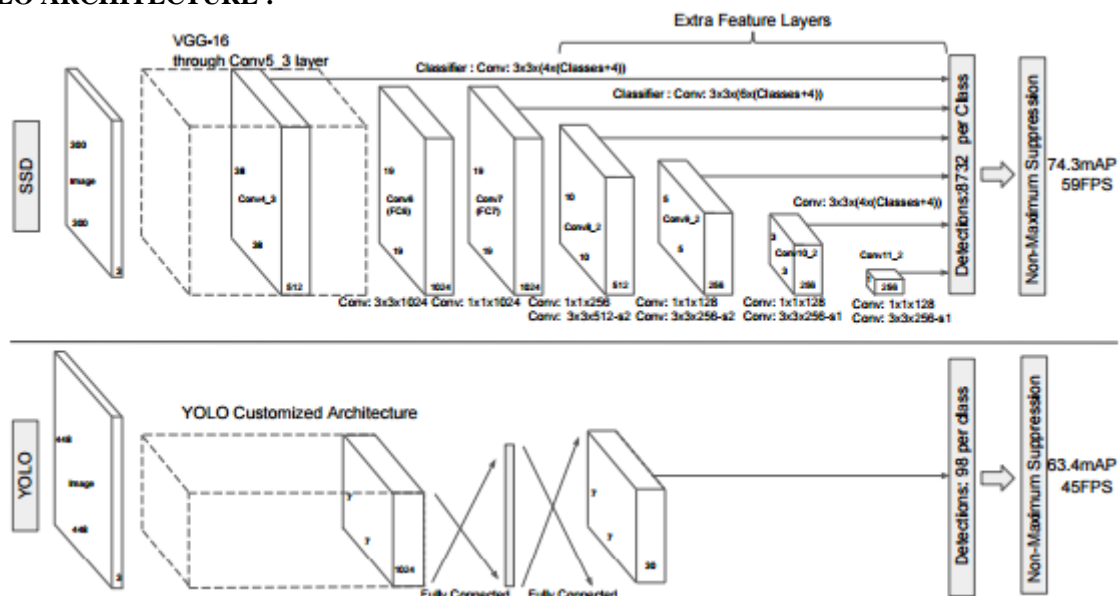 LO ARCHITECTURE :
Extra Feature Layers
VGG-16
through Conv5_3 layer
Classifier : Conv: 3x3x(4x(Classes+4))
Classifier : Conv: 3x3x(6x(Classes+4))
SSD
300
Image
300
3
38
Conv4_3
38
512
19
Conv6
(FC6)
19
1024
19
Conv7
(FC7)
19
1024
10
Conv8_2
10
512
5
Conv9_2
5
256
Conv: 3x3x(4x(Classes+4))
3
Conv10_2
3
256
Conv11_2
256
Conv: 3x3x1024
Conv: 1x1x1024
Conv: 1x1x256
Conv: 3x3x512-s2
Conv: 1x1x128
Conv: 3x3x256-s2
Conv: 1x1x128
Conv: 3x3x256-s1
Conv: 1x1x128
Conv: 3x3x256-s1
Detections:8732 per Class
Non-Maximum Suppression
74.3mAP
59FPS
YOLO
448
Image
448
3
YOLO Customized Architecture
7
7
1024
Fully Connected
Fully Connected
7
7
30
Detections: 98 per class
Non-Maximum Suppression
63.4mAP
45FPS